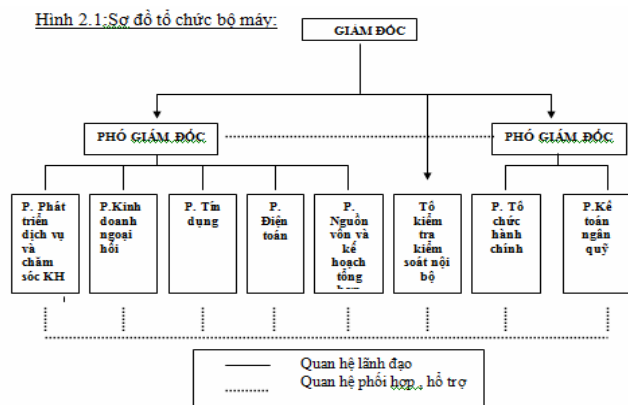 Hình 2.1:Sơ đồ tổ chức bộ máy:
GIÁM ĐỐC
PHÓ GIÁM ĐỐC
PHÓ GIÁM ĐỐC
P. Phát
triển
dịch vụ
và
chăm
sóc KH
P.Kinh
doanh
ngoại
hối
P. Tín
dụng
P.
Điện
toán
P.
Nguồn
vốn và
kế
hoạch
tổng
Tổ
kiểm
tra
kiểm
soát nội
bộ
P. Tổ
chức
hành
chính
P.Kế
toán
ngân
quỹ
Quan hệ lãnh đạo
Quan hệ phối hợp , hổ trợ